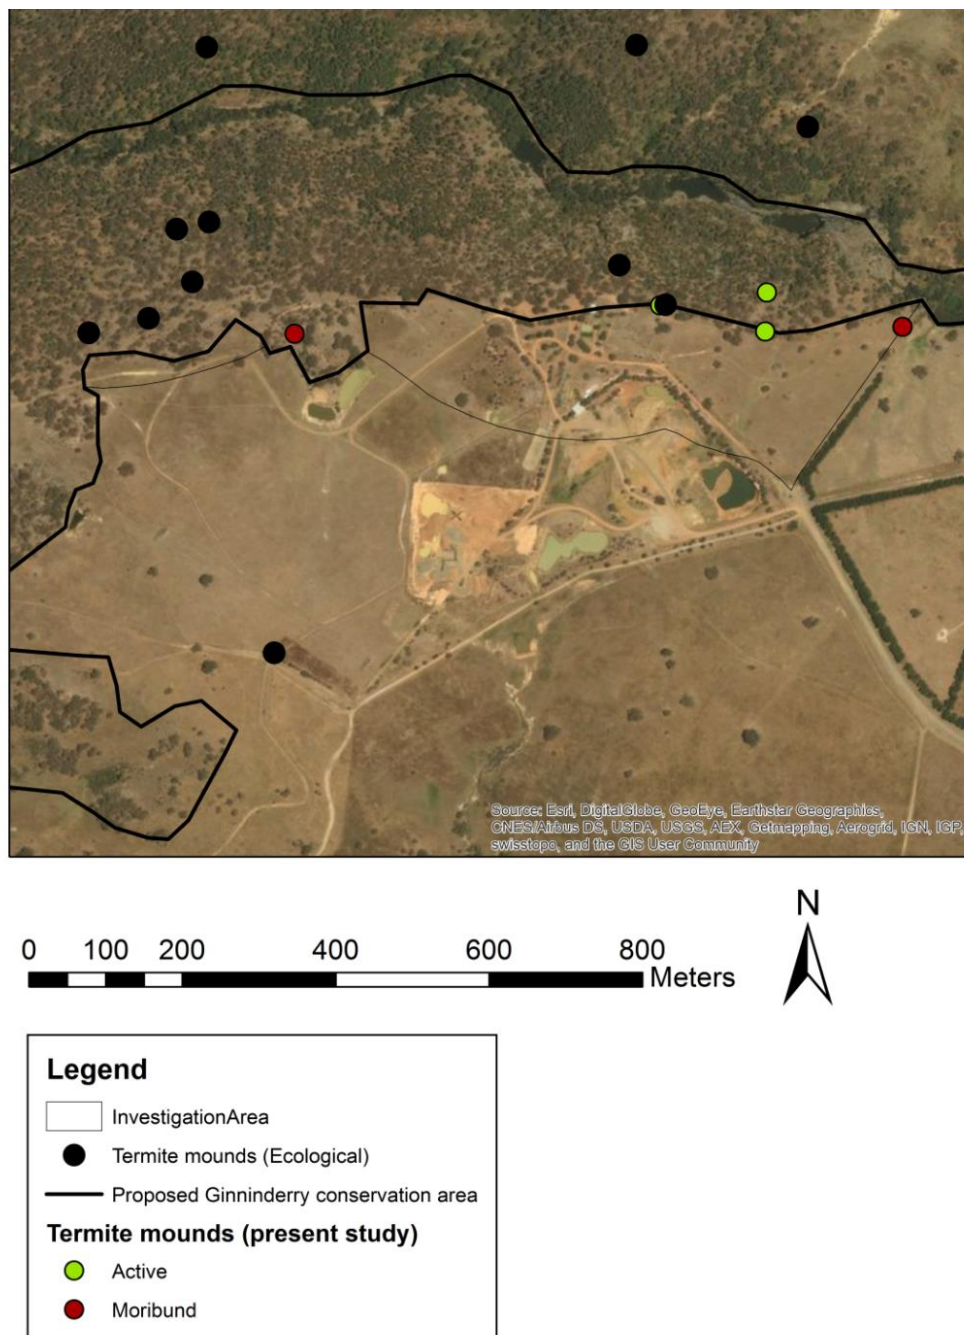 Source: Esri, DigitalGlobe, GeoEye, Earthstar Geographics,
CNES/Airbus DS, USDA, USGS, AEX, Getmapping, Aerogrid, IGN, IGP,
swisstopo, and the GIS User Community
N
0 100 200 400 600 800
Meters
Legend
InvestigationArea
Termite mounds (Ecological)
Proposed Ginninderry conservation area
Termite mounds (present study)
Active
Moribund